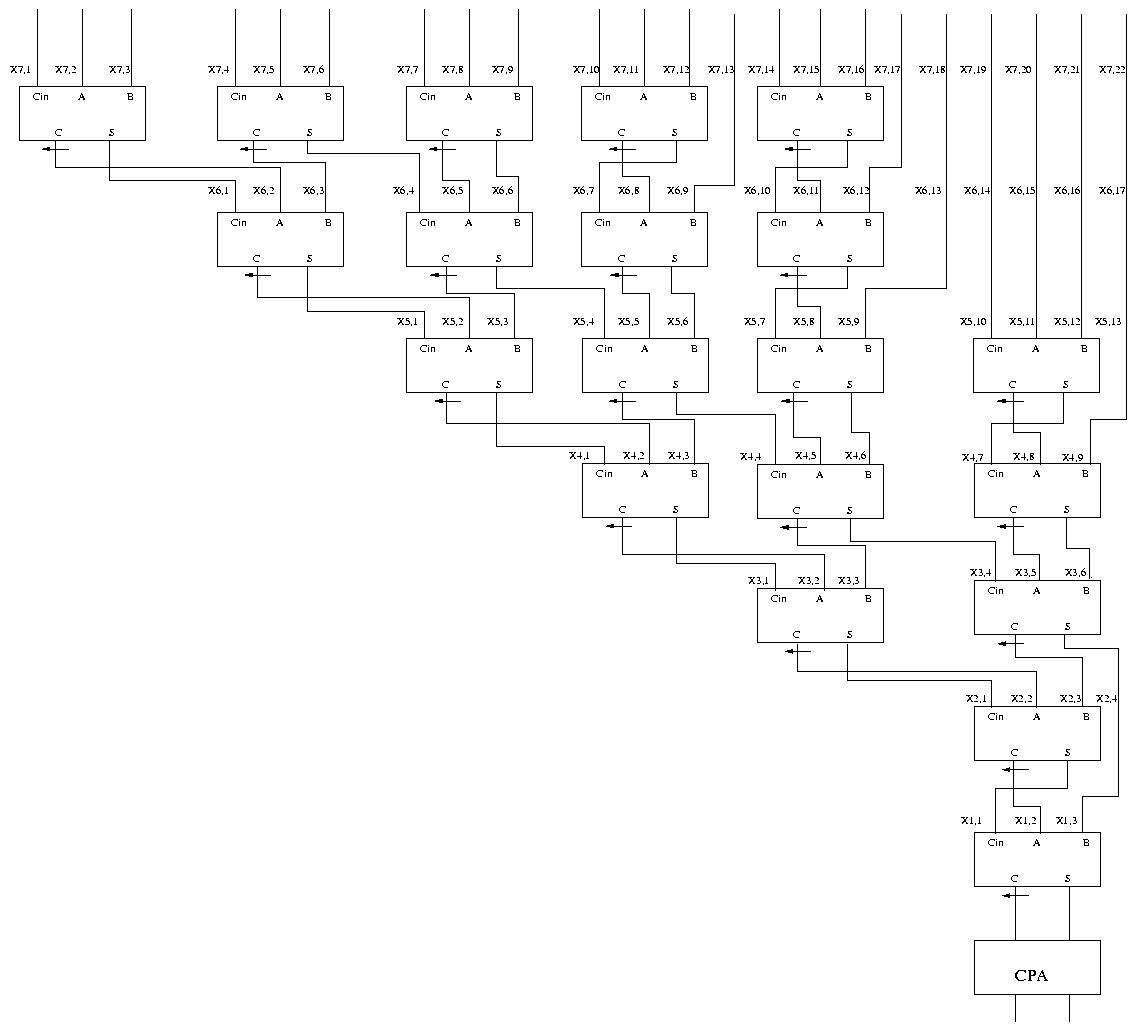 X7,1 X7,2 X7,3 X7,4 X7,5 X7,6 X7,7 X7,8 X7,9 X7,10 X7,11 X7,12 X7,13 X7,14 X7,15 X7,16 X7,17 X7,18 X7,19 X7,20 X7,21 X7,22
Cin A B Cin A B Cin A B Cin A B Cin A B
C S C S C S C S C S
X6,1 X6,2 X6,3 X6,4 X6,5 X6,6 X6,7 X6,8 X6,9 X6,10 X6,11 X6,12 X6,13 X6,14 X6,15 X6,16 X6,17
Cin A B Cin A B Cin A B Cin A B
C S C S C S C S
X5,1 X5,2 X5,3 X5,4 X5,5 X5,6 X5,7 X5,8 X5,9 X5,10 X5,11 X5,12 X5,13
Cin A B Cin A B Cin A B Cin A B
C S C S C S C S
X4,1 X4,2 X4,3 X4,4 X4,5 X4,6 X4,7 X4,8 X4,9
Cin A B Cin A B Cin A B
C S C S C S
X3,1 X3,2 X3,3 X3,4 X3,5 X3,6
Cin A B Cin A B
C S C S
X2,1 X2,2 X2,3 X2,4
Cin A B
C S
X1,1 X1,2 X1,3
Cin A B
C S
CPA